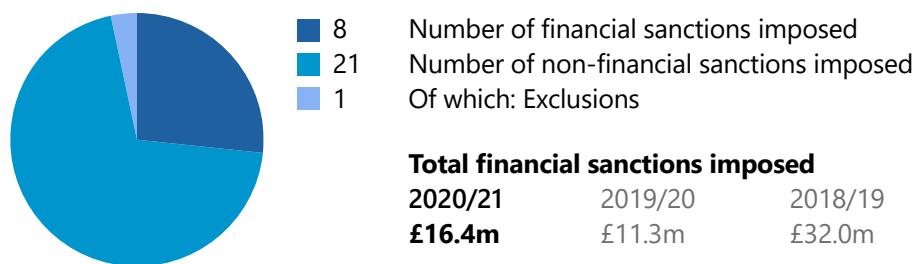 8 Number of financial sanctions imposed
21 Number of non-financial sanctions imposed
1 Of which: Exclusions
Total financial sanctions imposed
2020/21 2019/20 2018/19
£16.4m £11.3m £32.0m